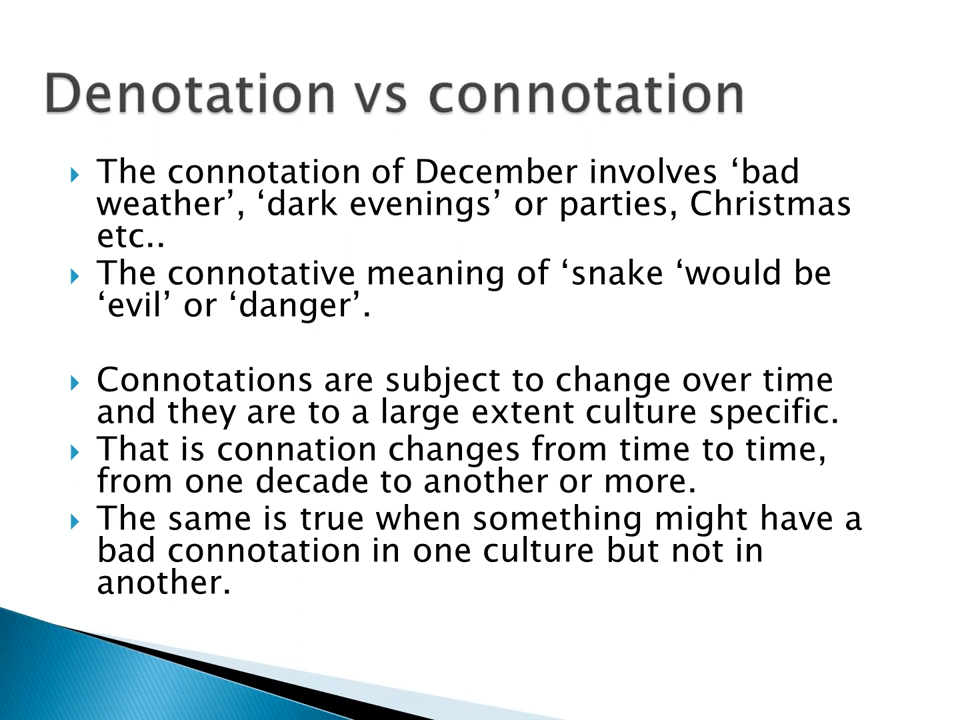 Denotation vs connotation
The connotation of December involves ‘bad
weather’, ‘dark evenings’ or parties, Christmas
etc..
The connotative meaning of ‘snake ‘would be
‘evil’ or ‘danger’.
Connotations are subject to change over time
and they are to a large extent culture specific.
That is connation changes from time to time,
from one decade to another or more.
The same is true when something might have a
bad connotation in one culture but not in
another.